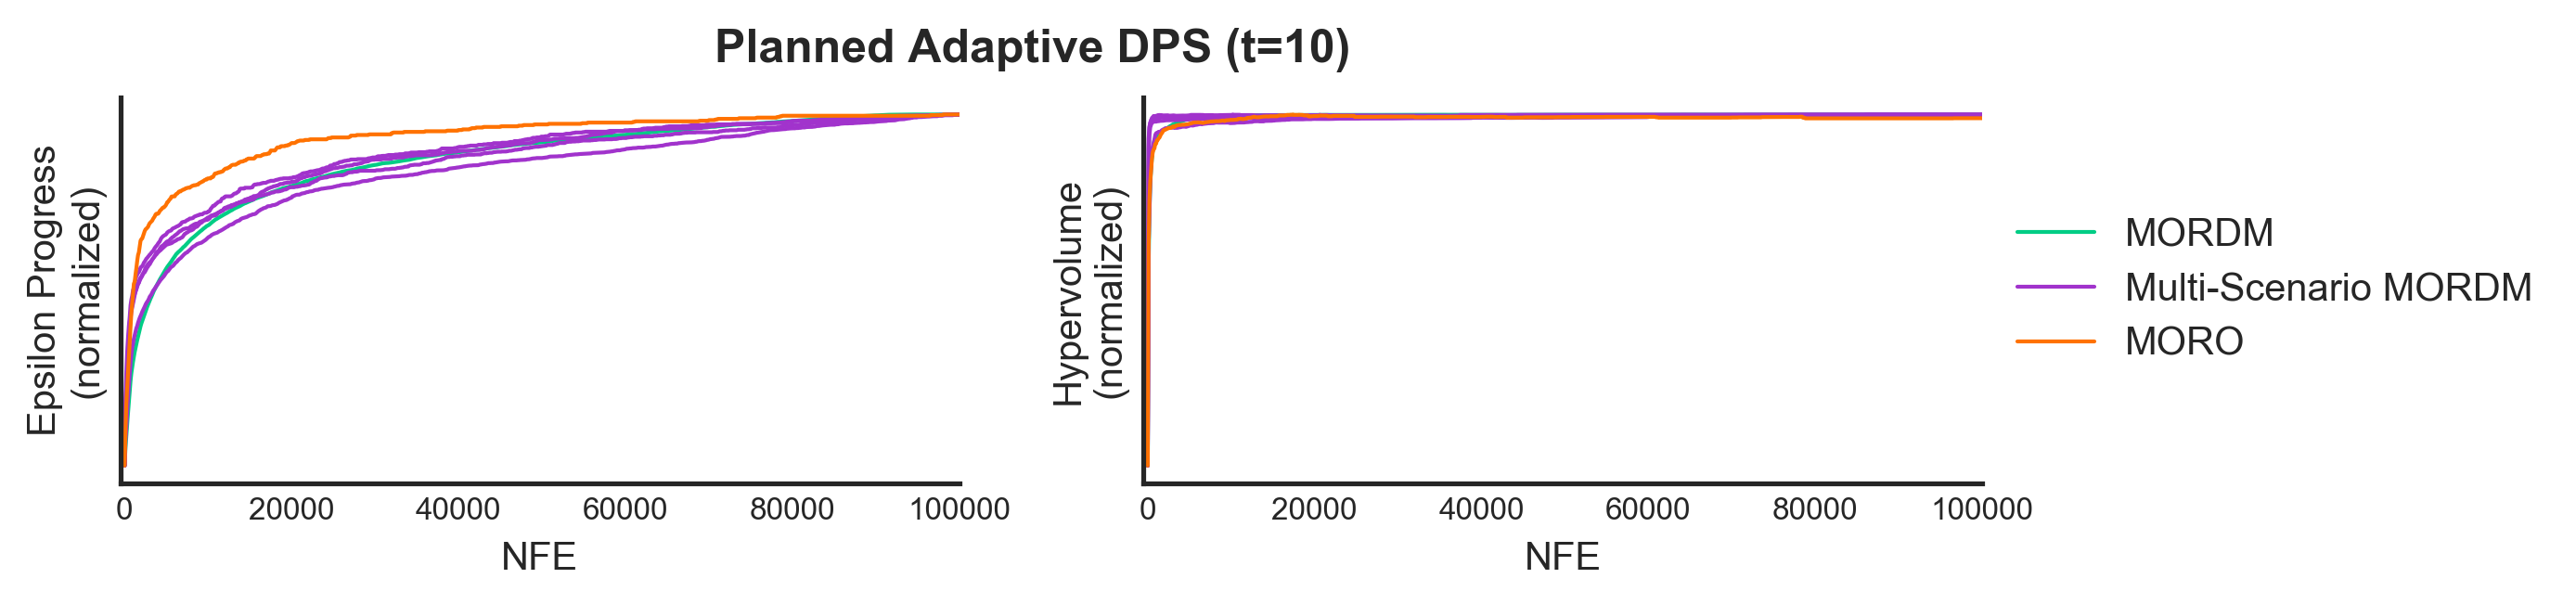 Planned Adaptive DPS (t=10)
Epsilon Progress
(normalized)
0 20000 40000 60000 80000 100000
NFE
Hypervolume
(normalized)
0 20000 40000 60000 80000 100000
NFE
MORDM
Multi-Scenario MORDM
MORO